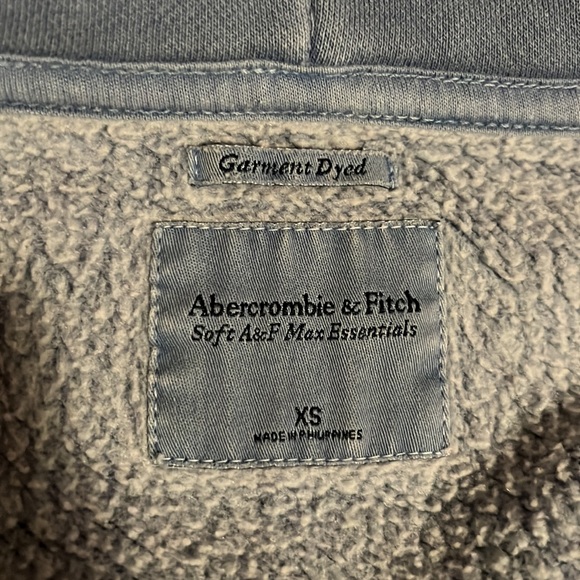 Garment Dyed
Abercrombie & Fitch
Soft A&F Max Essentials
XS
MADE IN PHILIPPINES